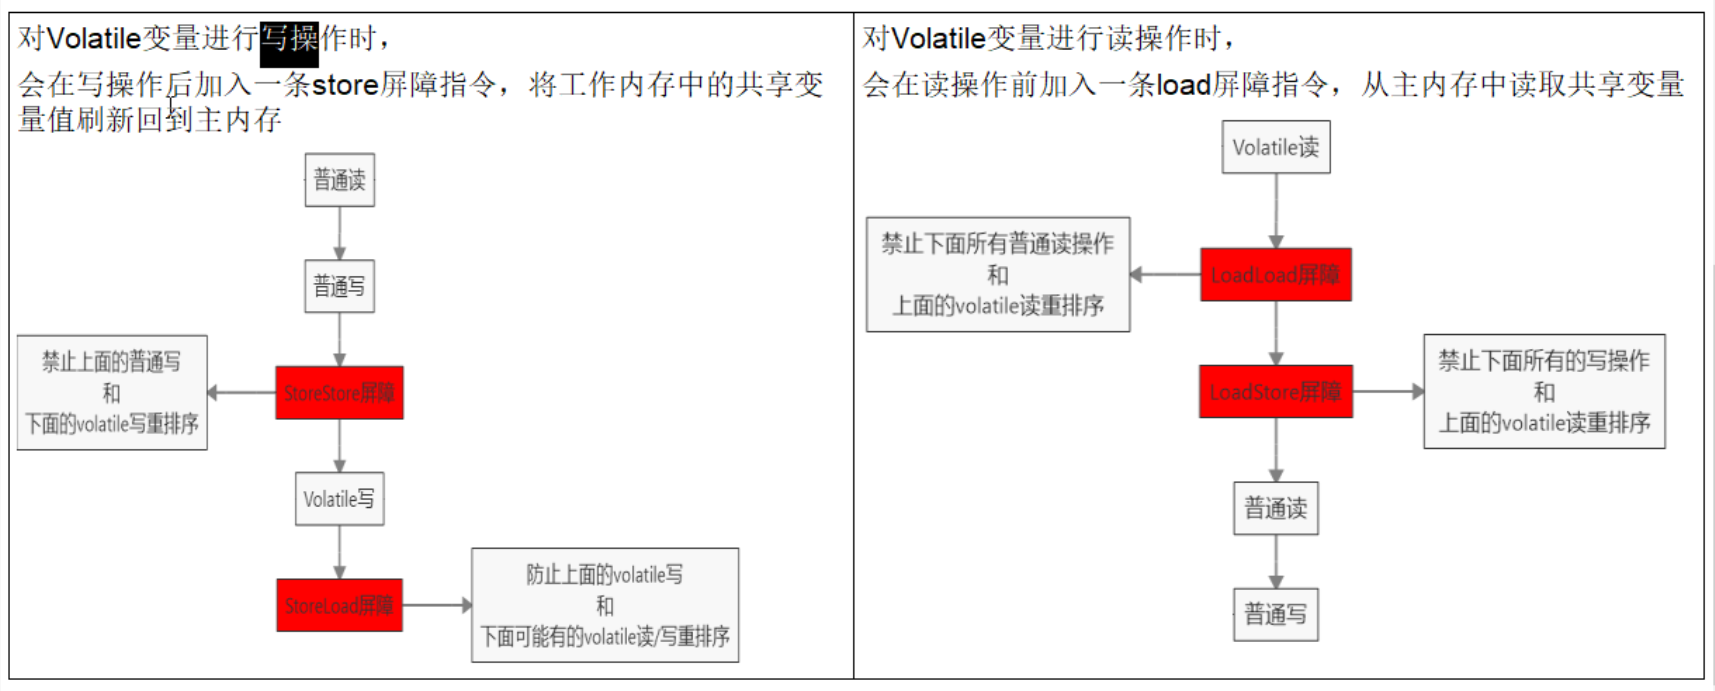 对Volatile变量进行写操作时，
会在写操作后加入一条store屏障指令，将工作内存中的共享变
量值刷新回到主内存
普通读
普通写
禁止上面的普通写
和
下面的volatile写重排序
StoreStore屏障
Volatile写
StoreLoad屏障
防止上面的volatile写
和
下面可能有的volatile读/写重排序
对Volatile变量进行读操作时，
会在读操作前加入一条load屏障指令，从主内存中读取共享变量
Volatile读
禁止下面所有普通读操作
和
上面的volatile读重排序
LoadLoad屏障
LoadStore屏障
禁止下面所有的写操作
和
上面的volatile读重排序
普通读
普通写